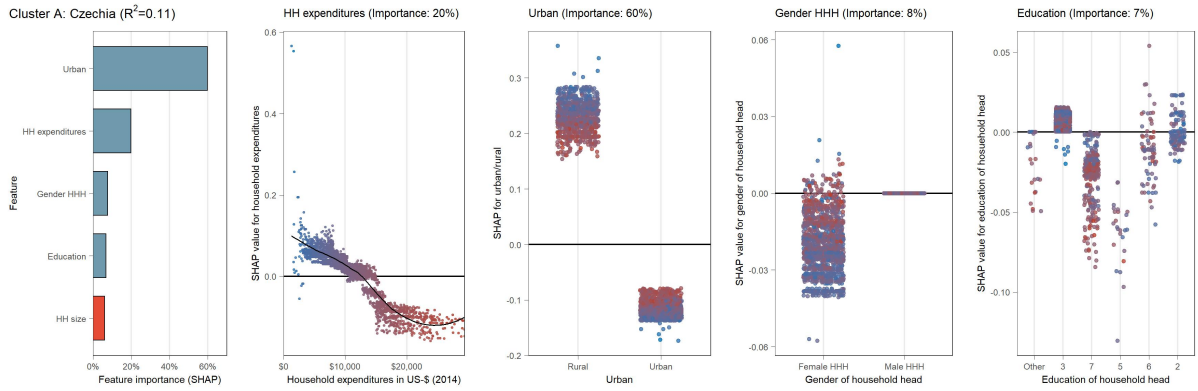 Cluster A: Czechia (R²=0.11)
Feature
Urban
HH expenditures
Gender HHH
Education
HH size
0% 20% 40% 60%
Feature importance (SHAP)
HH expenditures (Importance: 20%)
SHAP value for household expenditures
0.6
0.4
0.2
0.0
$0 $10,000 $20,000
Household expenditures in US-$ (2014)
Urban (Importance: 60%)
SHAP for urban/rural
0.3
0.2
0.1
0.0
-0.1
-0.2
Rural Urban
Urban
Gender HHH (Importance: 8%)
SHAP value for gender of household head
0.06
0.03
0.00
-0.03
-0.06
Female HHH Male HHH
Gender of household head
Education (Importance: 7%)
SHAP value for education of hosuehold head
0.05
0.00
-0.05
-0.10
Other 3 7 5 6 2
Education of household head